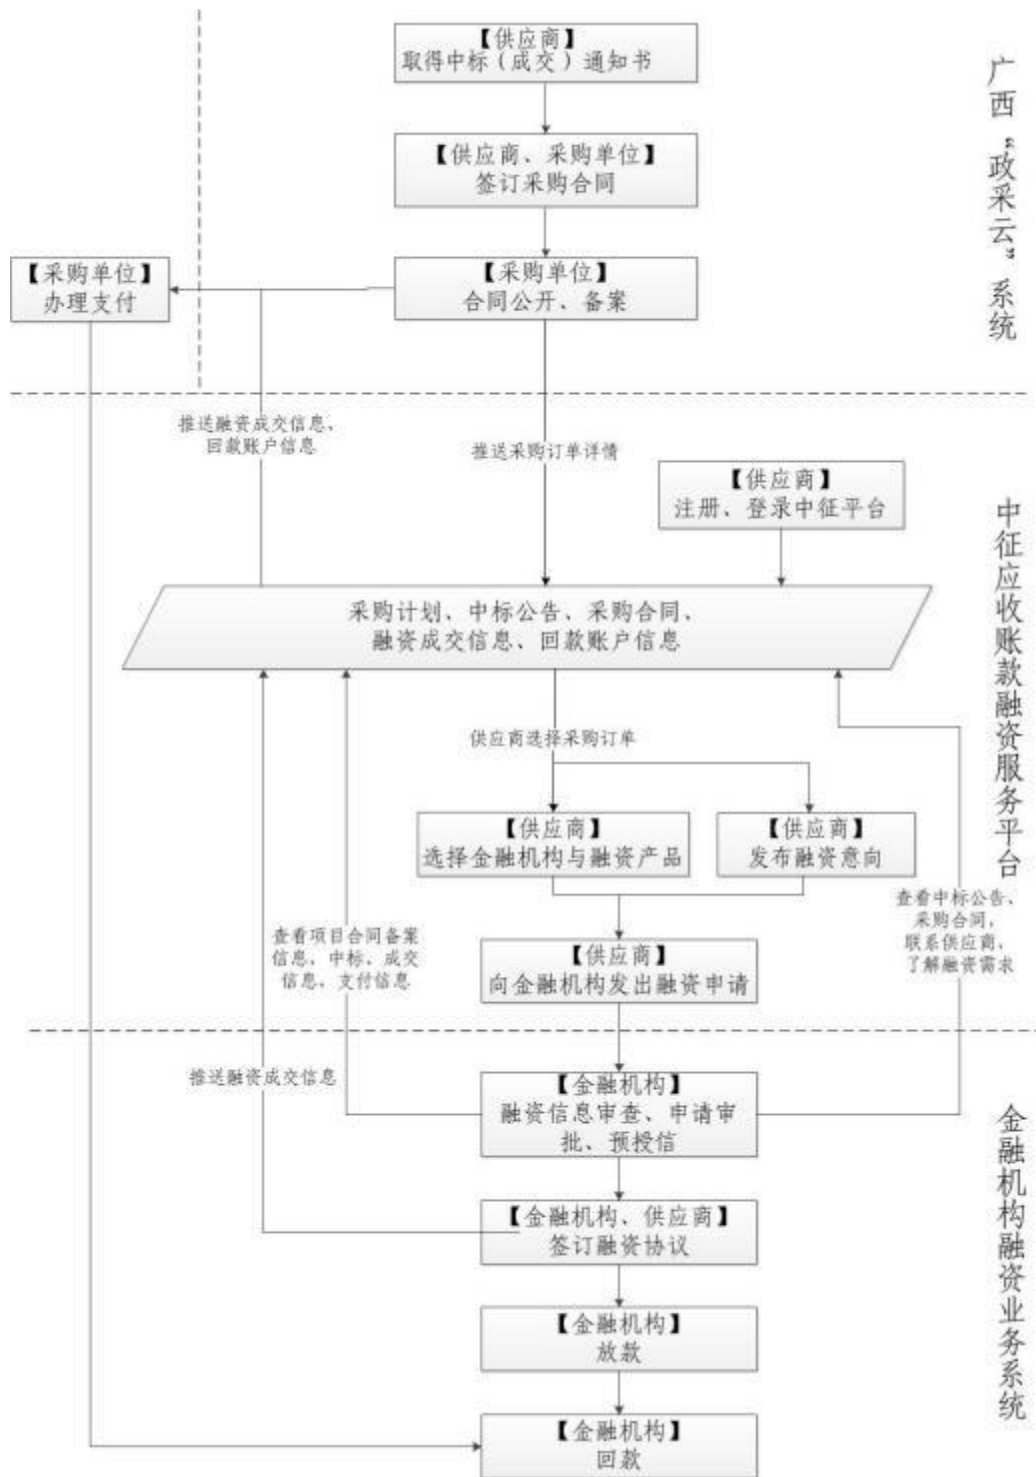 【供应商】
取得中标（成交）通知书
【供应商、采购单位】
签订采购合同
【采购单位】
合同公开、备案
【采购单位】
办理支付
广西“政采云”系统
推送融资成交信息、
回款账户信息
推送采购订单详情
【供应商】
注册、登录中征平台
采购计划、中标公告、采购合同、
融资成交信息、回款账户信息
供应商选择采购订单
【供应商】
选择金融机构与融资产品
【供应商】
发布融资意向
查看项目合同备案
信息，中标、成交
信息，支付信息
【供应商】
向金融机构发出融资申请
查看中标公告、
采购合同，
联系供应商，
了解融资需求
中征应收账款融资服务平台
推送融资成交信息
【金融机构】
融资信息审查、申请审
批、预授信
【金融机构、供应商】
签订融资协议
【金融机构】
放款
【金融机构】
回款
金融机构融资业务系统